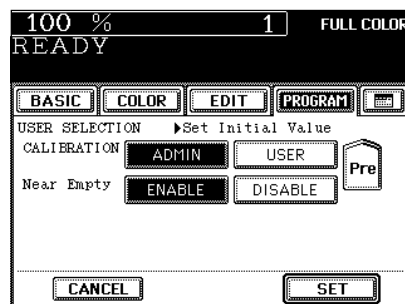 100 % 1 FULL COLOR
READY
BASIC COLOR EDIT PROGRAM
USER SELECTION ▶Set Initial Value
CALIBRATION ADMIN USER
Pre
Near Empty ENABLE DISABLE
CANCEL SET